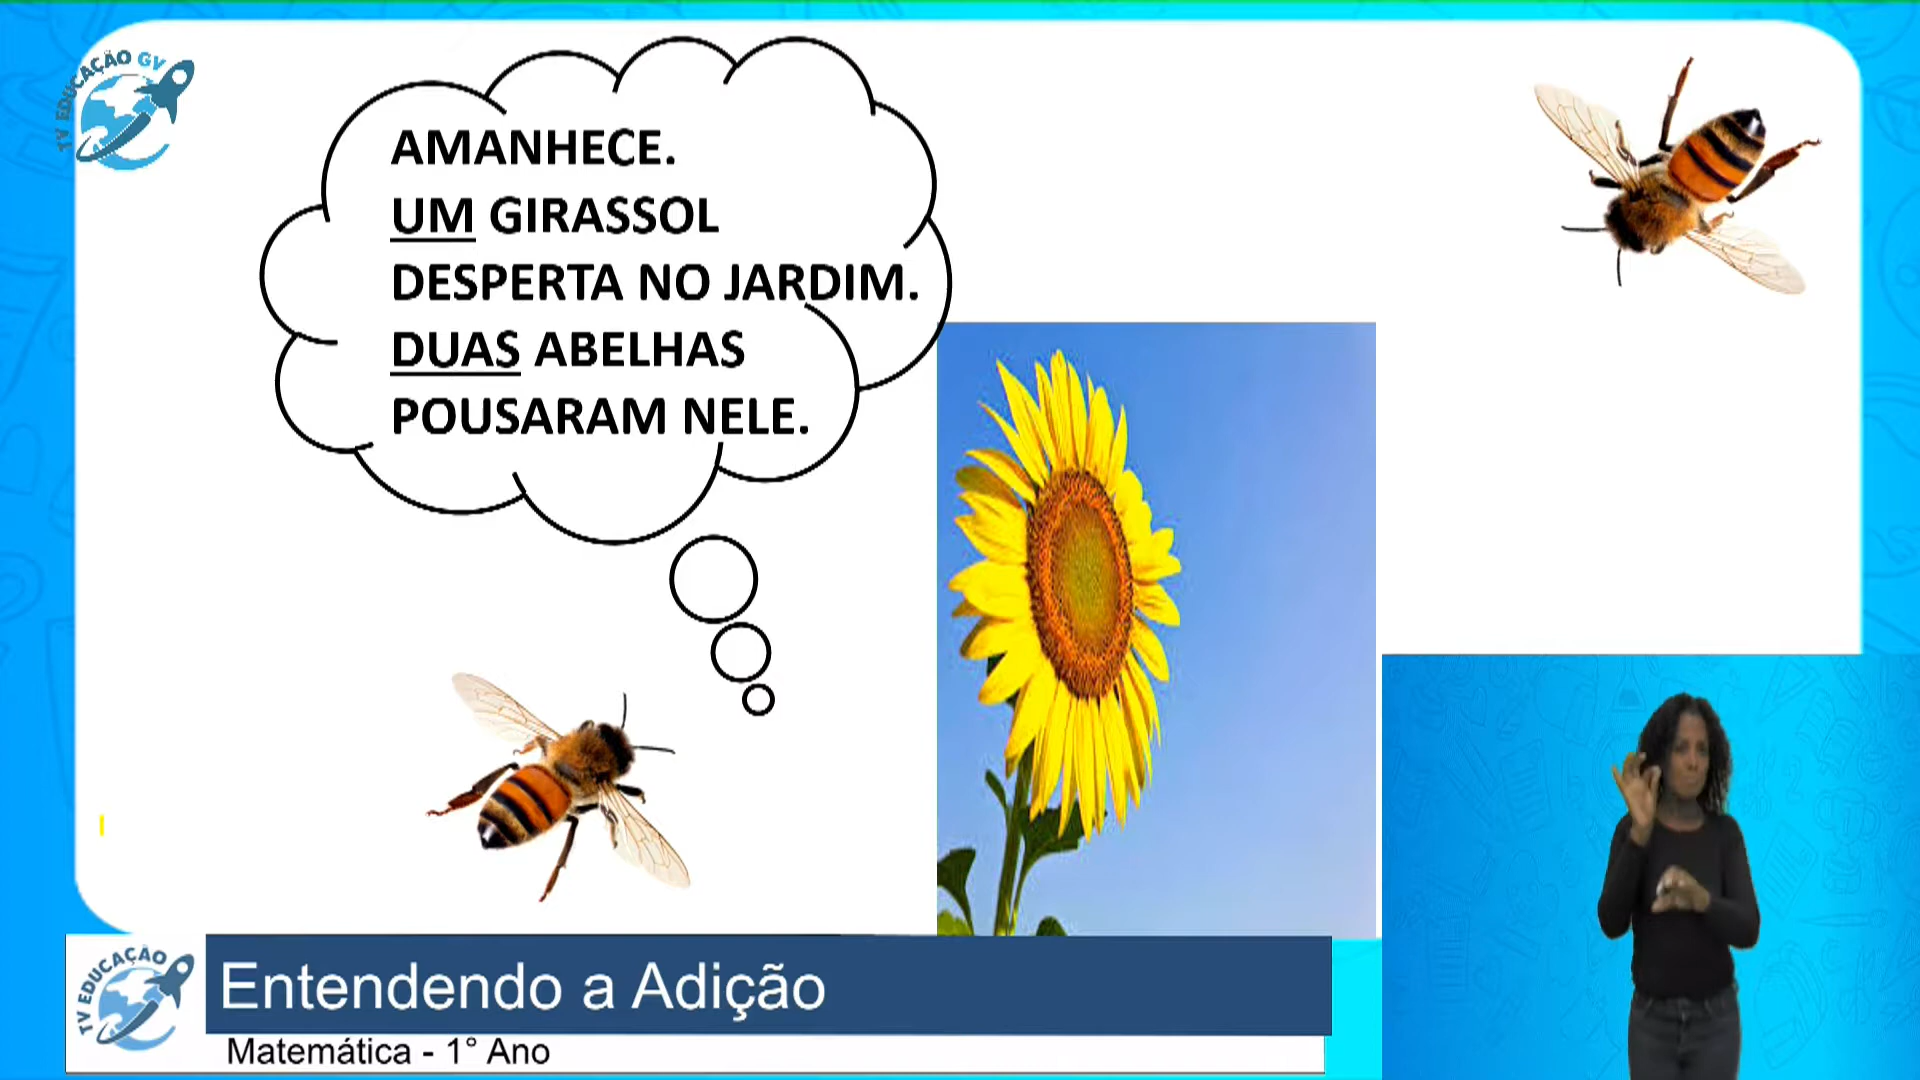 TV EDUCAÇÃO GV
AMANHECE.
UM GIRASSOL
DESPERTA NO JARDIM.
DUAS ABELHAS
POUSARAM NELE.
TV EDUCAÇÃO
Entendendo a Adição
Matemática - 1° Ano